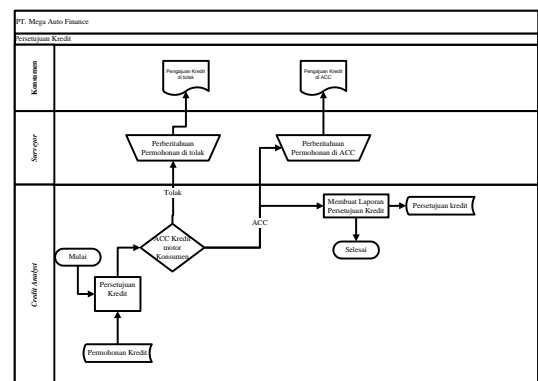 PT. Mega Auto Finance
Persetujuan Kredit
Konsumen
Pengajuan Kredit
di tolak
Pengajuan Kredit
di ACC
Surveyor
Perberitahuan
Permohonan di tolak
Perberitahuan
Permohonan di ACC
Credit Analyst
Tolak
ACC
Mulai
ACC Kredit
motor
Konsumen
Persetujuan
Kredit
Permohonan Kredit
Membuat Laporan
Persetujuan Kredit
Persetujuan kredit
Selesai